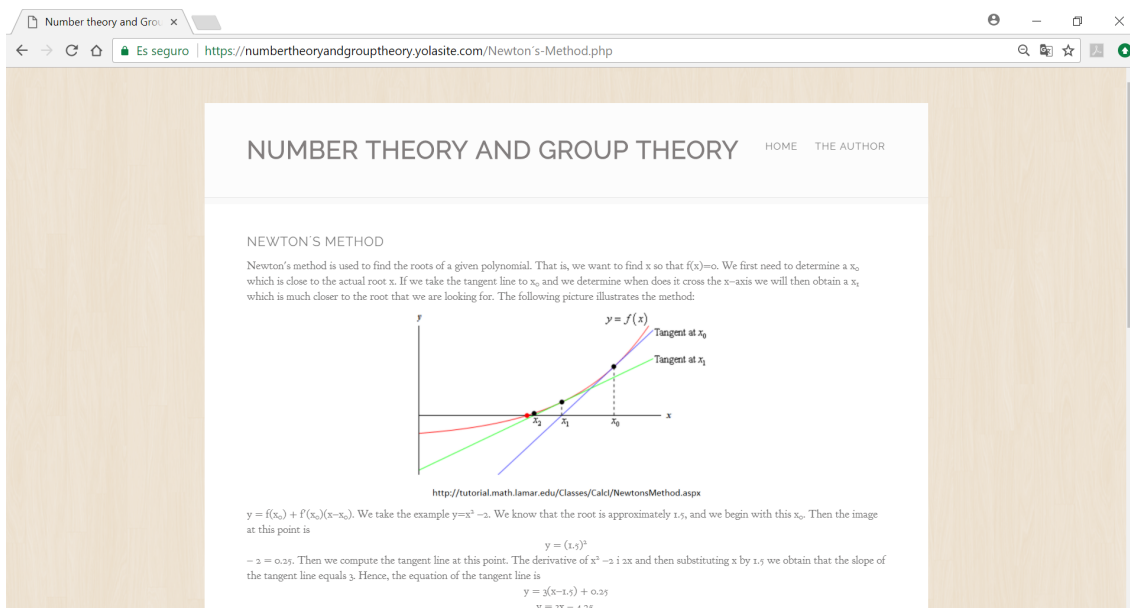 Number theory and Grou
Es seguro
https://numbertheoryandgrouptheory.yolasite.com/Newton´s-Method.php
NUMBER THEORY AND GROUP THEORY
HOME THE AUTHOR
NEWTON´S METHOD
Newton's method is used to find the roots of a given polynomial. That is, we want to find x so that f(x)=0. We first need to determine a x₀
which is close to the actual root x. If we take the tangent line to x₀ and we determine when does it cross the x–axis we will then obtain a x₁
which is much closer to the root that we are looking for. The following picture illustrates the method:
y
y = f(x)
Tangent at x₀
Tangent at x₁
x₂ x₁ x₀ x
http://tutorial.math.lamar.edu/Classes/CalcI/NewtonsMethod.aspx
y = f(x₀) + f'(x₀)(x–x₀). We take the example y=x² –2. We know that the root is approximately 1.5, and we begin with this x₀. Then the image
at this point is
y = (1.5)²
– 2 = 0.25. Then we compute the tangent line at this point. The derivative of x² –2 i 2x and then substituting x by 1.5 we obtain that the slope of
the tangent line equals 3. Hence, the equation of the tangent line is
y = 3(x–1.5) + 0.25
y = 3x – 4.25